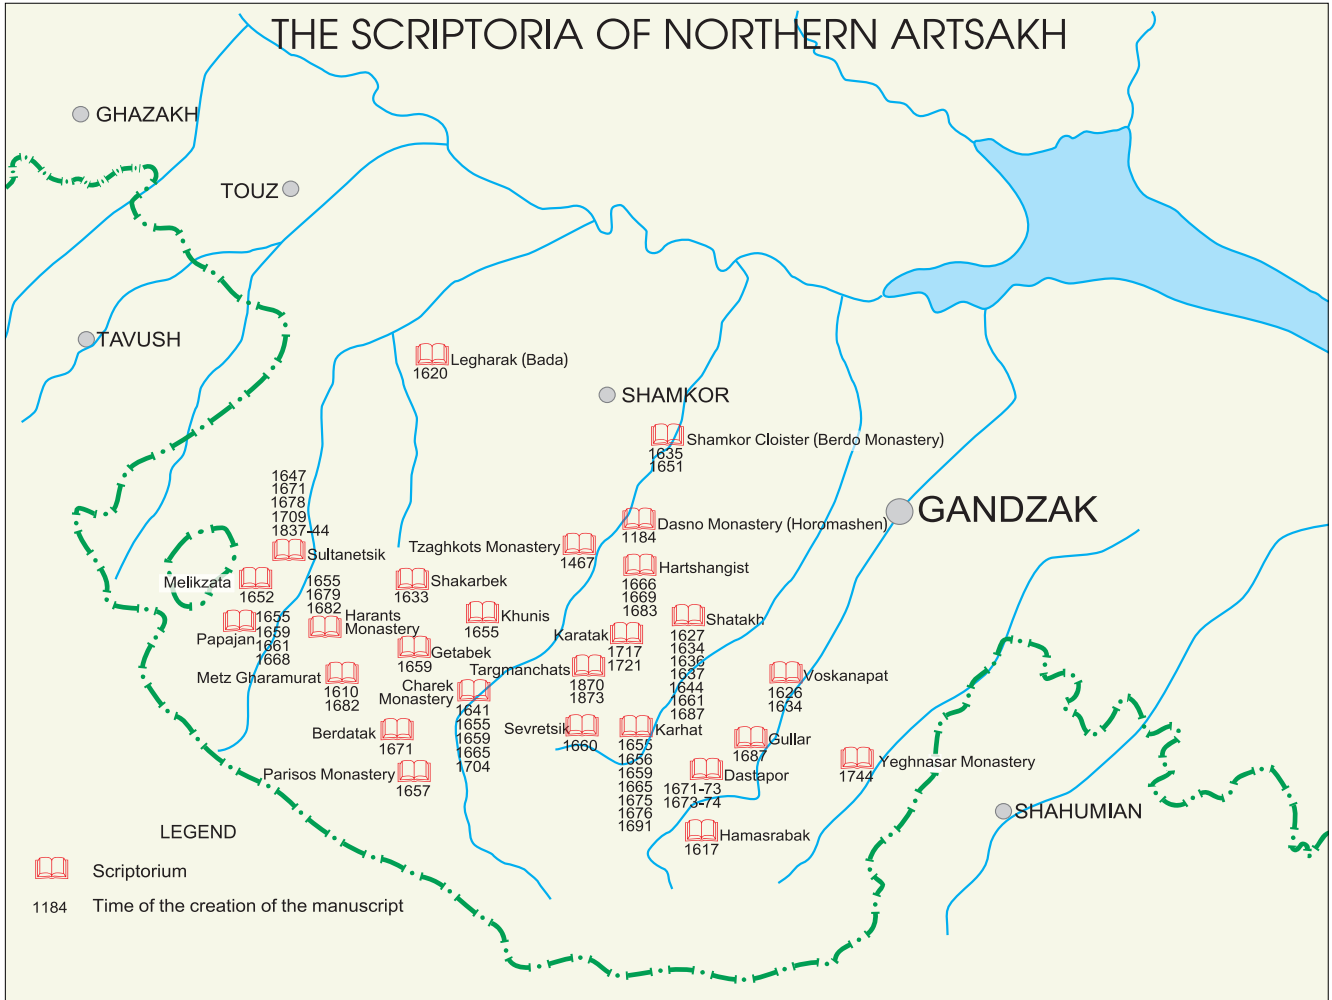 THE SCRIPTORIA OF NORTHERN ARTSAKH
GHAZAKH
TOUZ
TAVUSH
Legharak (Bada)
1620
SHAMKOR
Shamkor Cloister (Berdo Monastery)
1635
1651
GANDZAK
Dasno Monastery (Horomashen)
1184
Tzaghkots Monastery
1467
1647
1671
1678
1709
1837-44
Sultanetsik
Melikzata
1652
Shakarbek
1633
Hartshangist
1666
1669
1683
1655
1679
1682
Harants
Monastery
Papajan
1655
1659
1661
1668
Khunis
1655
Shatakh
1627
1634
1636
1637
1644
1661
1687
Karatak
1717
1721
Getabek
1659
Targmanchats
1870
1873
Metz Gharamurat
1610
1682
Charek
Monastery
1641
1655
1659
1665
1704
Voskanapat
1626
1634
Berdatak
1671
Sevretsik
1660
Karhat
1655
1656
1659
1665
1675
1676
1691
Gullar
1687
Parisos Monastery
1657
Dastapor
1671-73
1673-74
Yeghnasar Monastery
1744
SHAHUMIAN
Hamasrabak
1617
LEGEND
Scriptorium
1184 Time of the creation of the manuscript